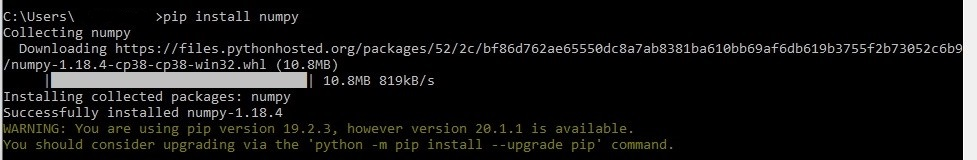 C:\Users\ >pip install numpy
Collecting numpy
Downloading https://files.pythonhosted.org/packages/52/2c/bf86d762ae65550dc8a7ab8381ba610bb69af6db619b3755f2b73052c6b9
/numpy-1.18.4-cp38-cp38-win32.whl (10.8MB)
| | 10.8MB 819kB/s
Installing collected packages: numpy
Successfully installed numpy-1.18.4
WARNING: You are using pip version 19.2.3, however version 20.1.1 is available.
You should consider upgrading via the 'python -m pip install --upgrade pip' command.